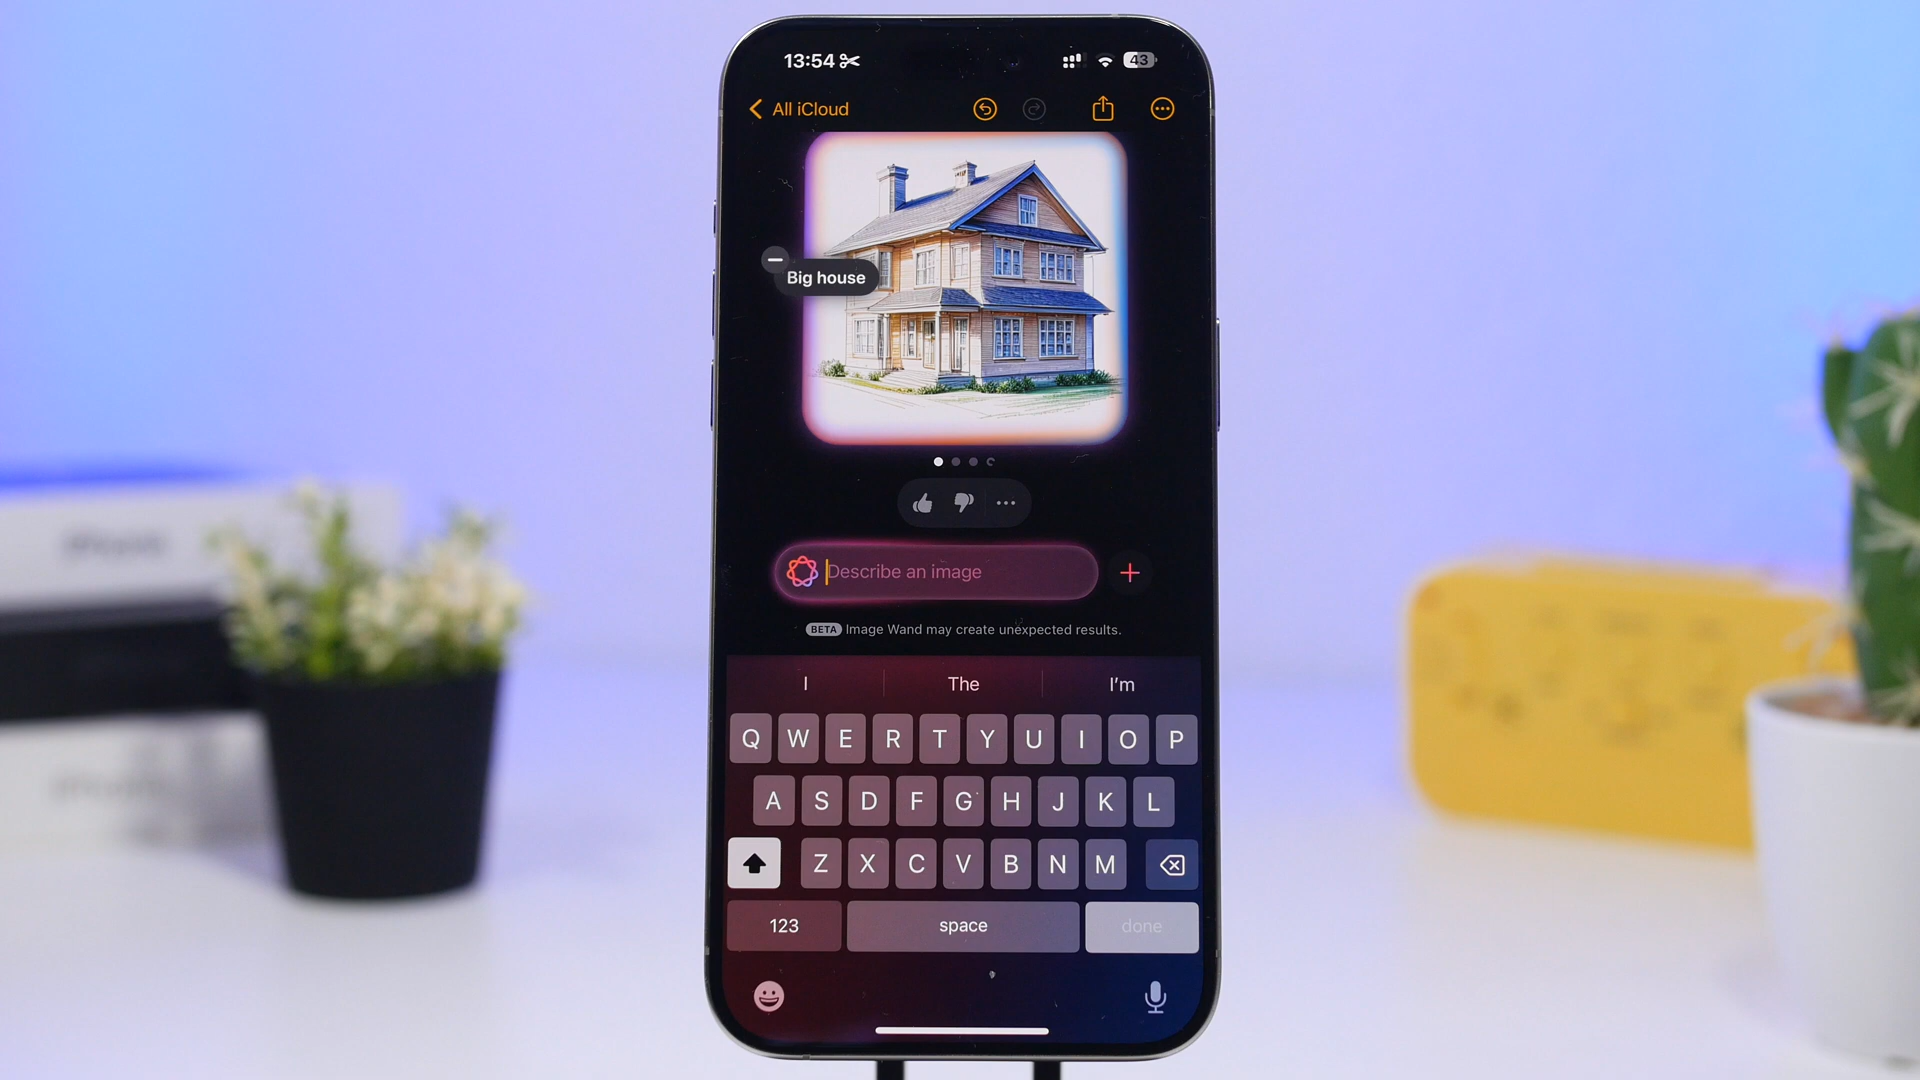 13:54
43
All iCloud
Big house
Describe an image
BETA Image Wand may create unexpected results.
I The I'm
Q W E R T Y U I O P
A S D F G H J K L
Z X C V B N M
123 space done